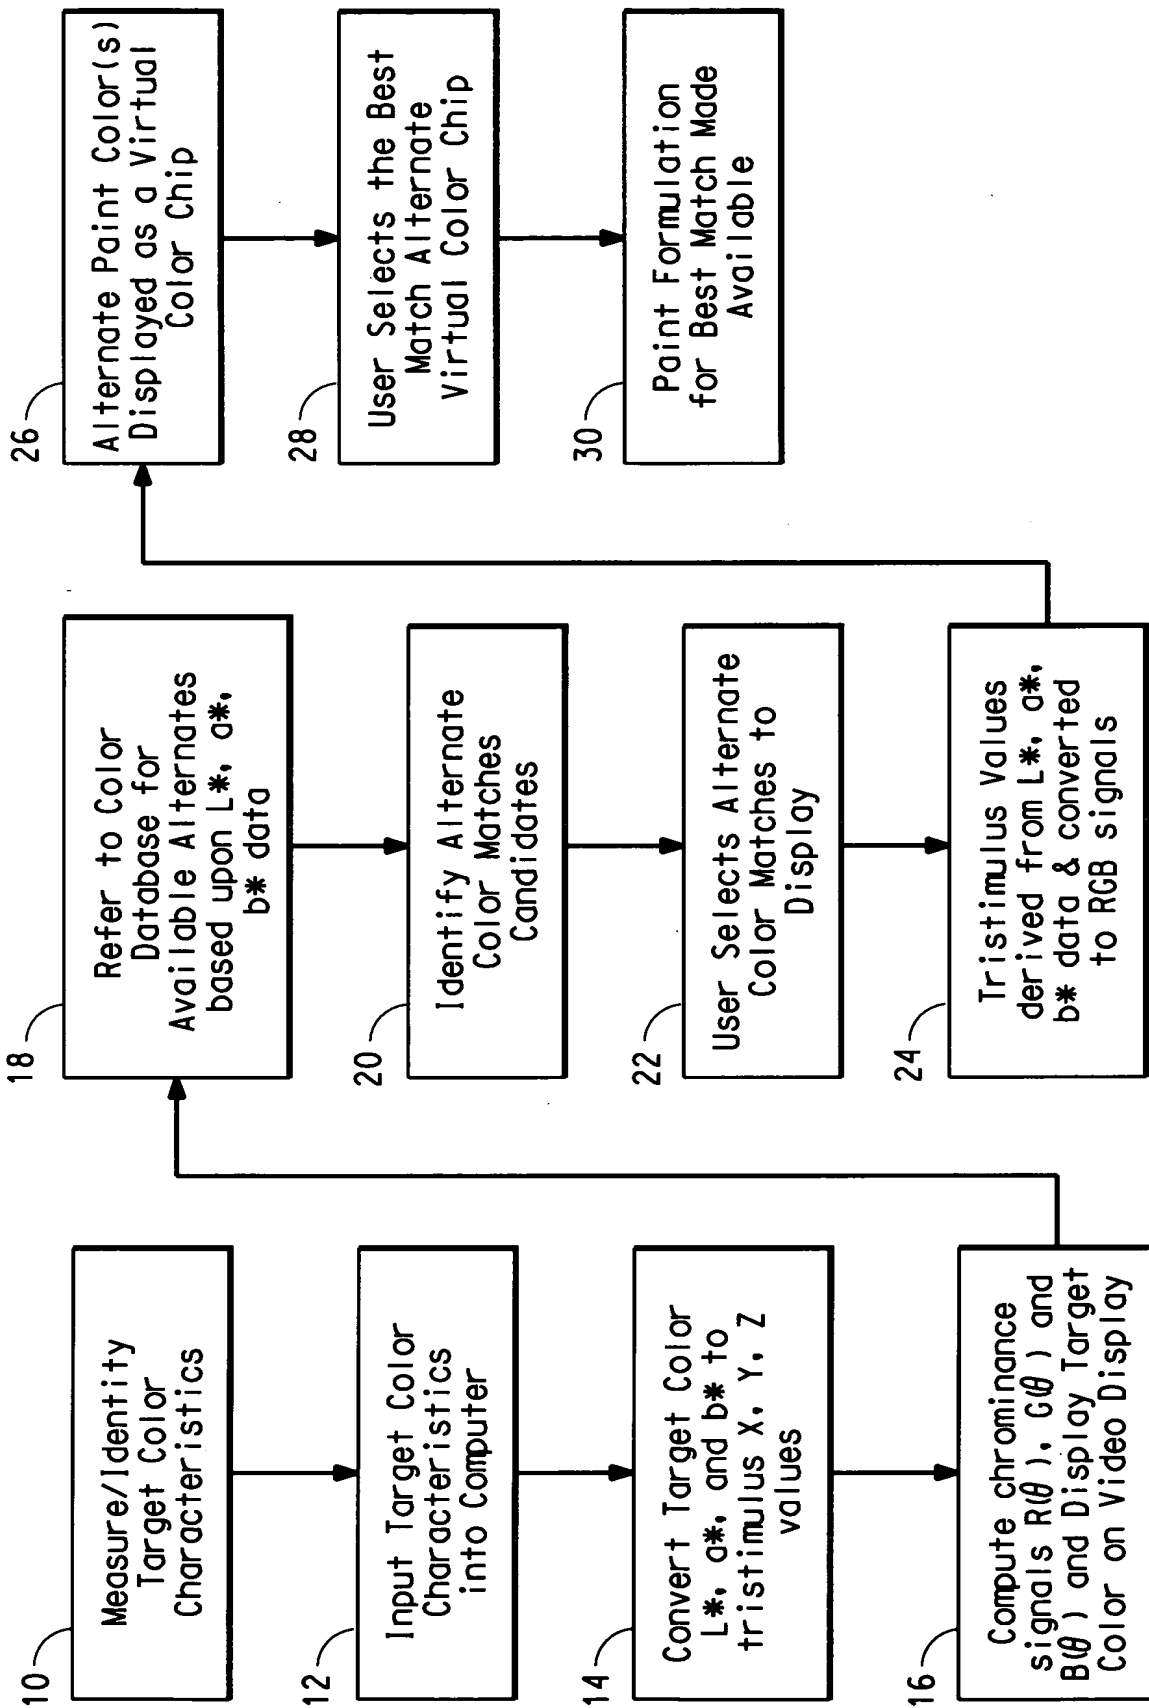 10
Measure/Identity
Target Color
Characteristics
12
Input Target Color
Characteristics
into Computer
14
Convert Target Color
L*, a*, and b* to
tristimulus X, Y, Z
values
16
Compute chrominance
signals R(θ), G(θ) and
B(θ) and Display Target
Color on Video Display
18
Refer to Color
Database for
Available Alternates
based upon L*, a*,
b* data
20
Identify Alternate
Color Matches
Candidates
22
User Selects Alternate
Color Matches to
Display
24
Tristimulus Values
derived from L*, a*,
b* data & converted
to RGB signals
26
Alternate Paint Color(s)
Displayed as a Virtual
Color Chip
28
User Selects the Best
Match Alternate
Virtual Color Chip
30
Paint Formulation
for Best Match Made
Available